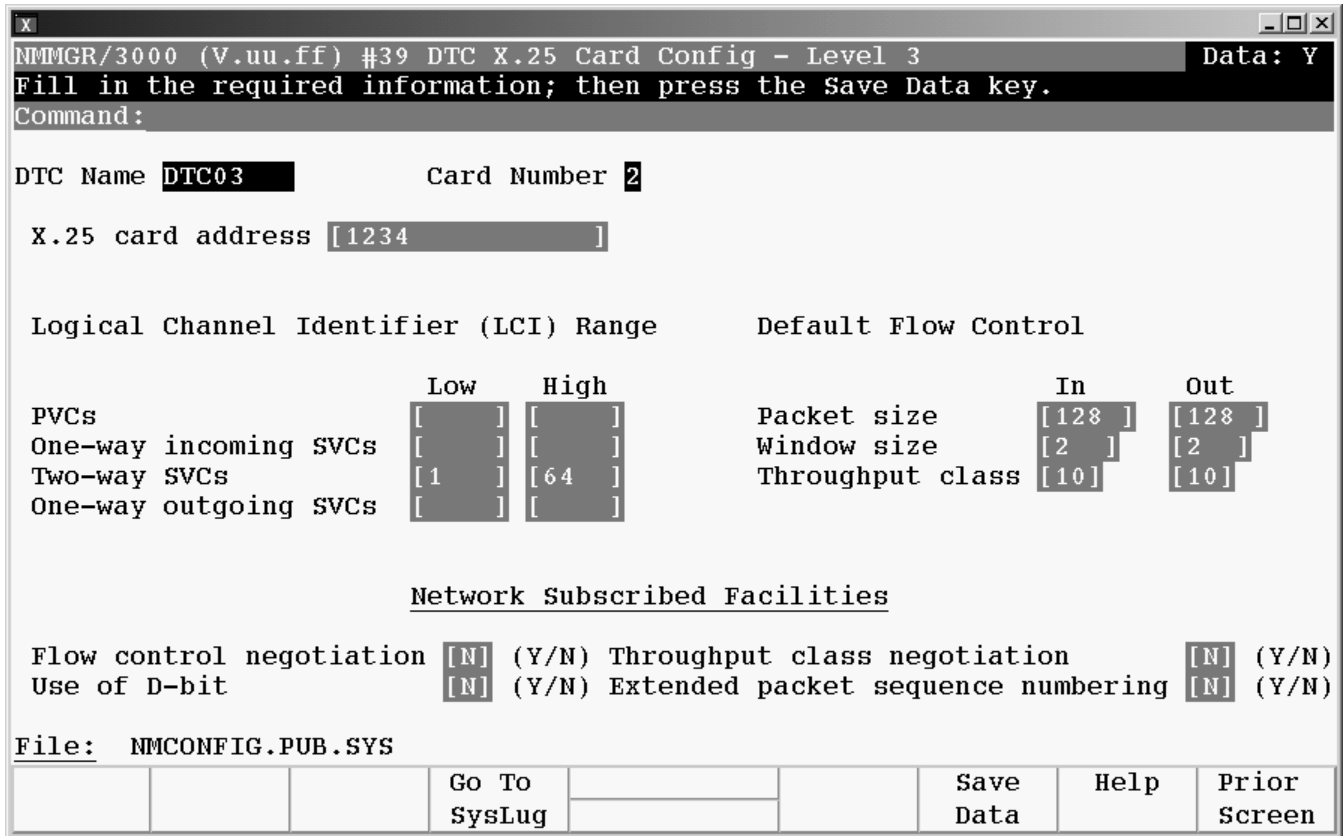 X
NMMGR/3000 (V.uu.ff) #39 DTC X.25 Card Config - Level 3 Data: Y
Fill in the required information; then press the Save Data key.
Command:
DTC Name DTC03 Card Number 2
X.25 card address [1234 ]
Logical Channel Identifier (LCI) Range Default Flow Control
Low High In Out
PVCs [ ] [ ] Packet size [128 ] [128 ]
One-way incoming SVCs [ ] [ ] Window size [2 ] [2 ]
Two-way SVCs [1 ] [64 ] Throughput class [10] [10]
One-way outgoing SVCs [ ] [ ]
Network Subscribed Facilities
Flow control negotiation [N] (Y/N) Throughput class negotiation [N] (Y/N)
Use of D-bit [N] (Y/N) Extended packet sequence numbering [N] (Y/N)
File: NMCONFIG.PUB.SYS
Go To Save Help Prior
SysLug Data Screen